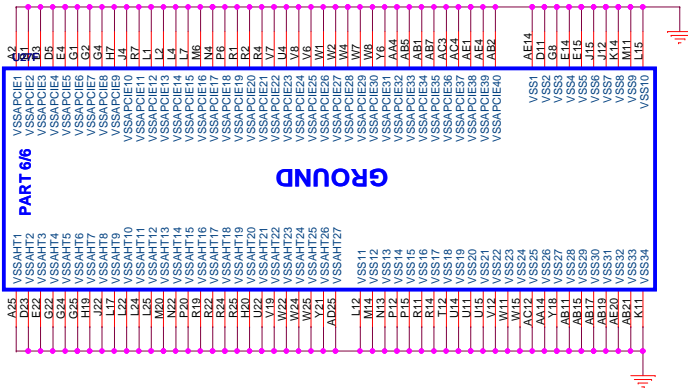 A2
B3
D5
E4
G1
G2
G4
H7
J4
R7
L1
L2
L4
L7
M6
N4
P6
R1
R2
R4
V7
U4
V8
V6
W1
W2
W4
W7
W8
Y6
AA4
AB5
AB1
AB7
AC3
AC4
AE1
AE4
AB2
AE14
D11
G8
E14
E15
J15
J12
K14
M11
L15
VSSAPCIE1
VSSAPCIE2
VSSAPCIE3
VSSAPCIE4
VSSAPCIE5
VSSAPCIE6
VSSAPCIE7
VSSAPCIE8
VSSAPCIE9
VSSAPCIE10
VSSAPCIE11
VSSAPCIE12
VSSAPCIE13
VSSAPCIE14
VSSAPCIE15
VSSAPCIE16
VSSAPCIE17
VSSAPCIE18
VSSAPCIE19
VSSAPCIE20
VSSAPCIE21
VSSAPCIE22
VSSAPCIE23
VSSAPCIE24
VSSAPCIE25
VSSAPCIE26
VSSAPCIE27
VSSAPCIE28
VSSAPCIE29
VSSAPCIE30
VSSAPCIE31
VSSAPCIE32
VSSAPCIE33
VSSAPCIE34
VSSAPCIE35
VSSAPCIE36
VSSAPCIE37
VSSAPCIE38
VSSAPCIE39
VSSAPCIE40
VSS1
VSS2
VSS3
VSS4
VSS5
VSS6
VSS7
VSS8
VSS9
VSS10
PART 6/6
GROUND
VSSAHT1
VSSAHT2
VSSAHT3
VSSAHT4
VSSAHT5
VSSAHT6
VSSAHT7
VSSAHT8
VSSAHT9
VSSAHT10
VSSAHT11
VSSAHT12
VSSAHT13
VSSAHT14
VSSAHT15
VSSAHT16
VSSAHT17
VSSAHT18
VSSAHT19
VSSAHT20
VSSAHT21
VSSAHT22
VSSAHT23
VSSAHT24
VSSAHT25
VSSAHT26
VSSAHT27
VSS11
VSS12
VSS13
VSS14
VSS15
VSS16
VSS17
VSS18
VSS19
VSS20
VSS21
VSS22
VSS23
VSS24
VSS25
VSS26
VSS27
VSS28
VSS29
VSS30
VSS31
VSS32
VSS33
VSS34
A25
D23
E22
G22
G24
G25
H19
J22
L17
L22
L24
L25
M20
N22
P20
R19
R22
R24
R25
H20
U22
V19
W22
W24
W25
Y21
AD25
L12
M14
N13
P12
P15
R11
R14
T12
U14
U11
U15
V12
W11
W15
AC12
AA14
Y18
AB11
AB15
AB17
AB19
AE20
AB21
K11